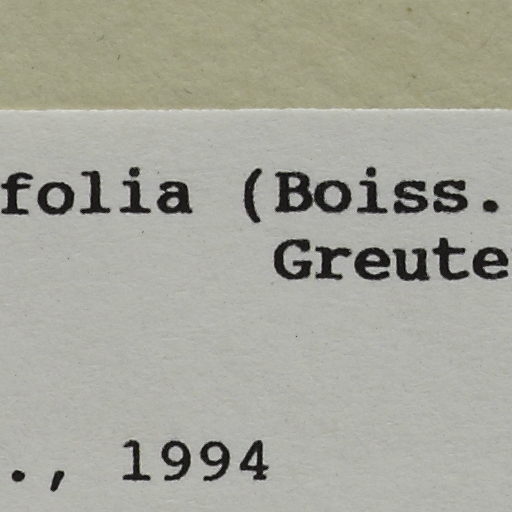 folia (Boiss.
Greute
., 1994